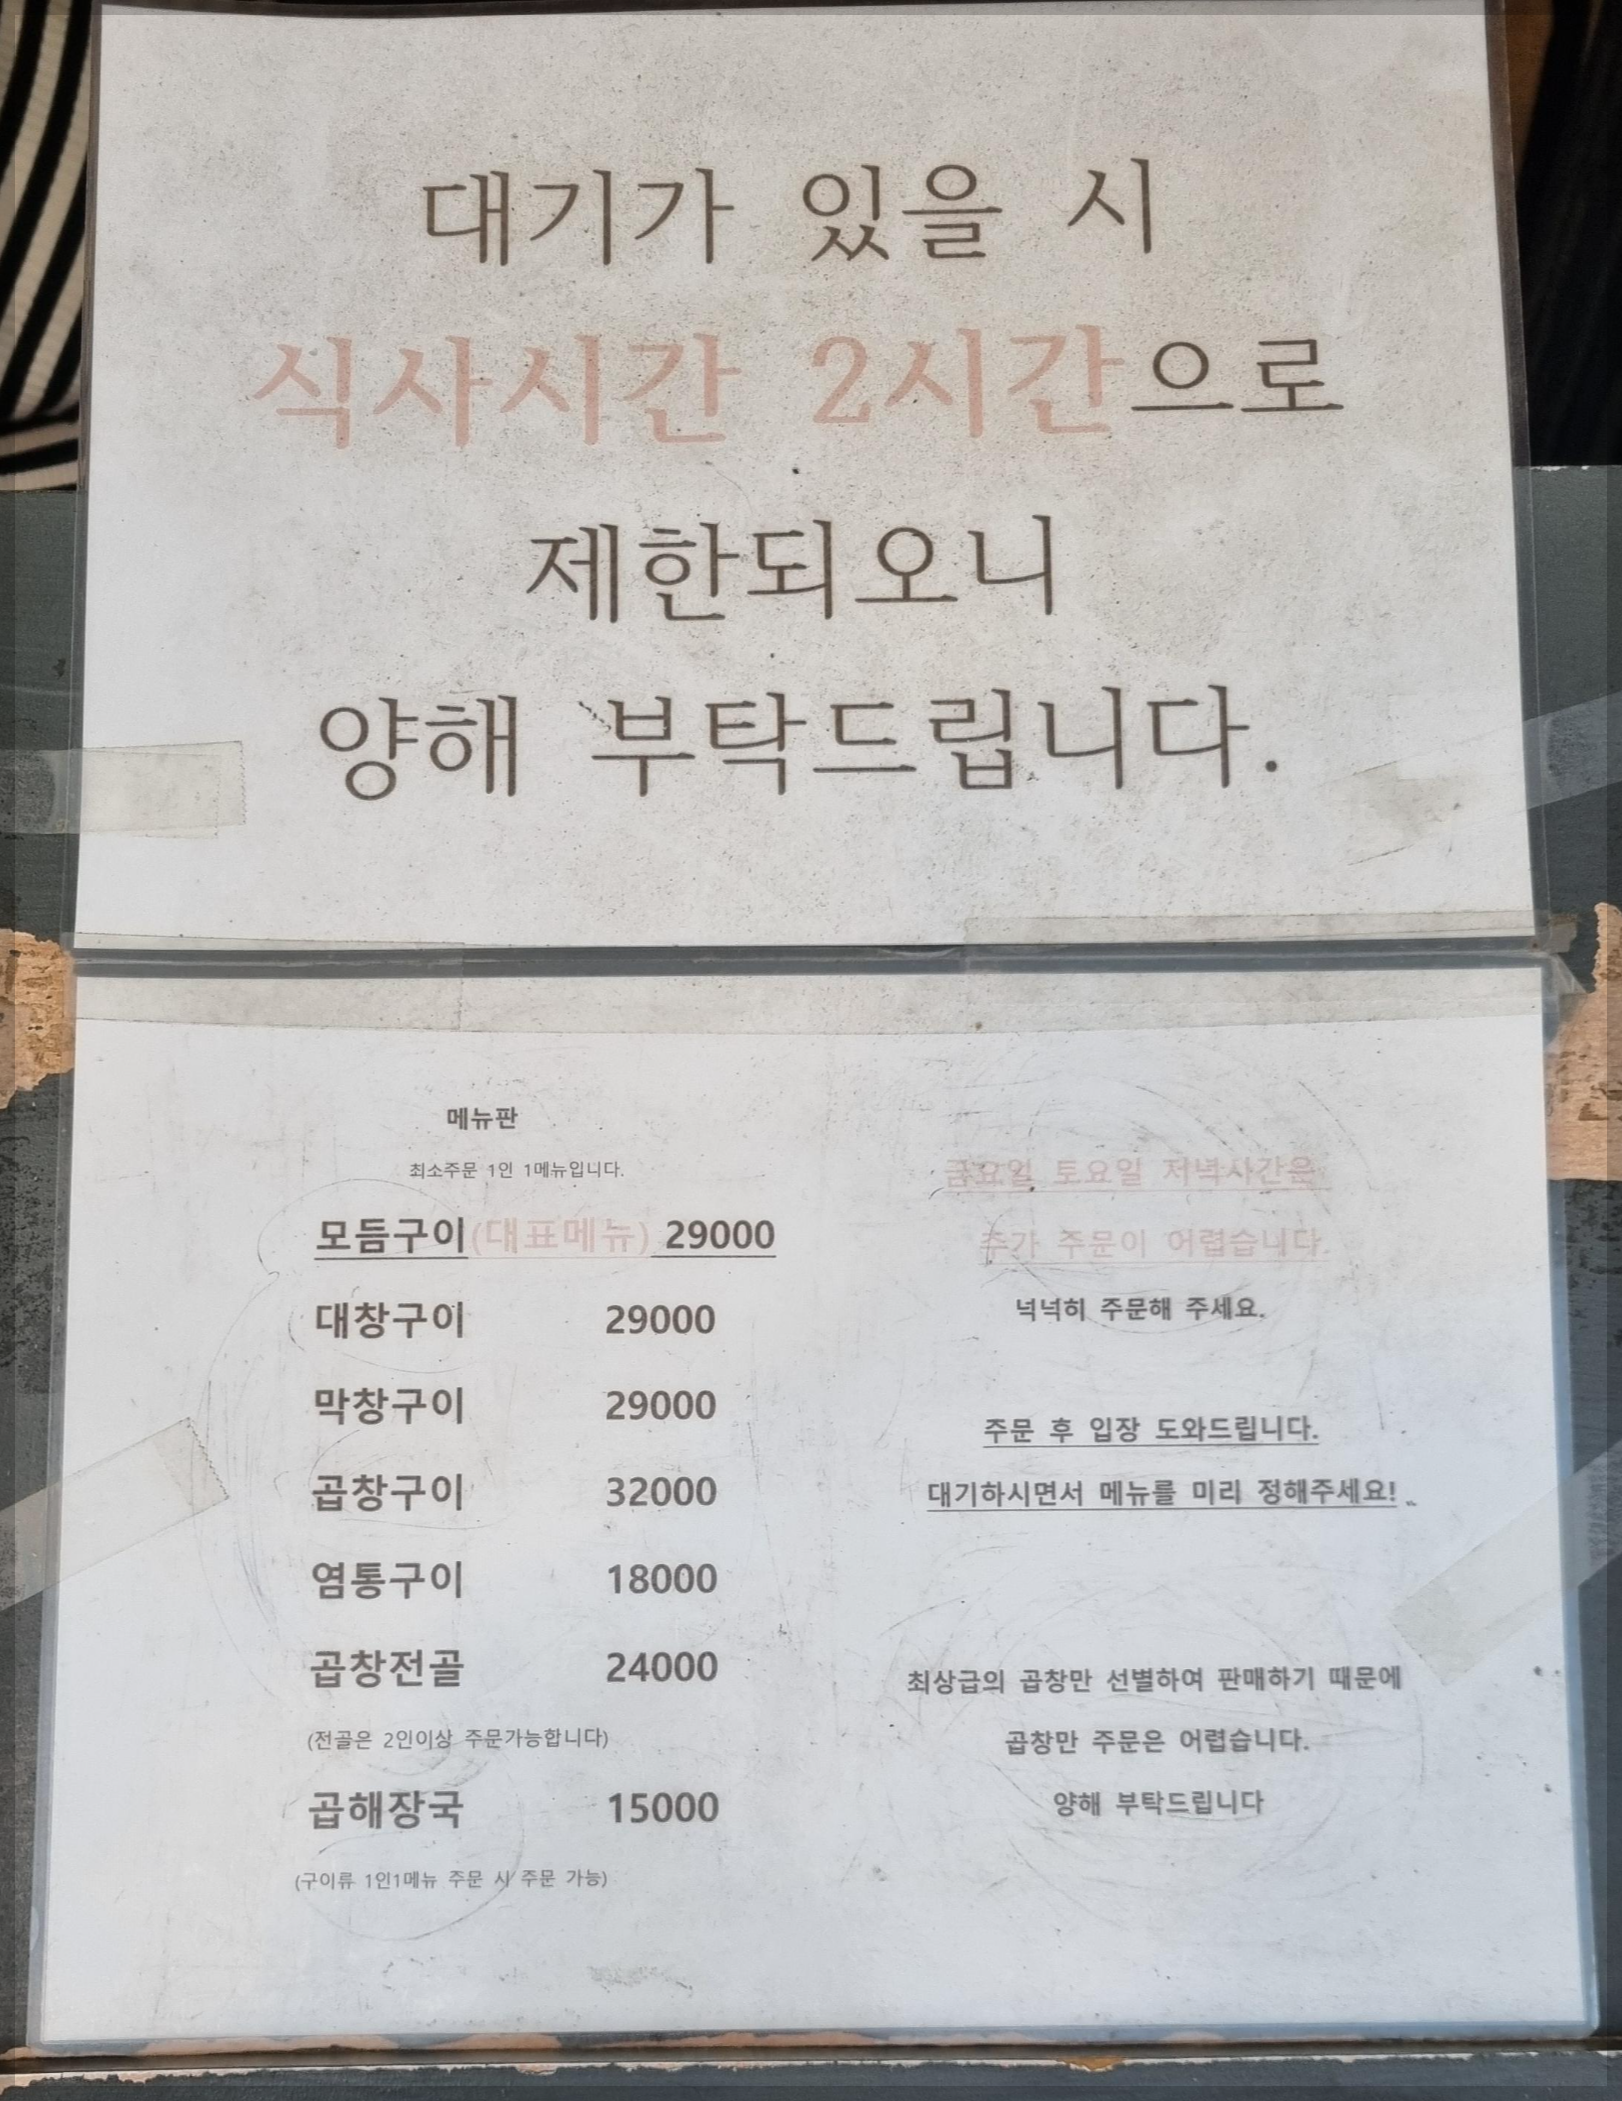 대기가 있을 시
식사시간 2시간으로
제한되오니
양해 부탁드립니다.
메뉴판
최소주문 1인 1메뉴입니다.
모듬구이(대표메뉴) 29000
대창구이 29000
막창구이 29000
곱창구이 32000
염통구이 18000
곱창전골 24000
(전골은 2인이상 주문가능합니다)
곱해장국 15000
(구이류 1인1메뉴 주문 시 주문 가능)
금요일 토요일 저녁시간은
추가 주문이 어렵습니다.
넉넉히 주문해 주세요.
주문 후 입장 도와드립니다.
대기하시면서 메뉴를 미리 정해주세요!
최상급의 곱창만 선별하여 판매하기 때문에
곱창만 주문은 어렵습니다.
양해 부탁드립니다